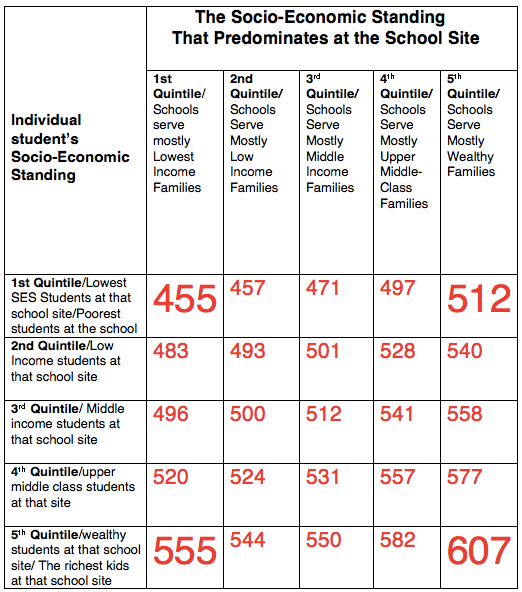 The Socio-Economic Standing
That Predominates at the School Site
Individual
student's
Socio-Economic
Standing
1st
Quintile/
Schools
serve
mostly
Lowest
Income
Families
2nd
Quintile/
Schools
Serve
Mostly
Low
Income
Families
3rd
Quintile/
Schools
Serve
Mostly
Middle
Income
Families
4th
Quintile/
Schools
Serve
Mostly
Upper
Middle-
Class
Families
5th
Quintile/
Schools
Serve
Mostly
Wealthy
Families
1st Quintile/Lowest
SES Students at that
school site/Poorest
students at the school
455 457 471 497 512
2nd Quintile/Low
Income students at
that school site
483 493 501 528 540
3rd Quintile/ Middle
income students at
that school site
496 500 512 541 558
4th Quintile/upper
middle class students
at that site
520 524 531 557 577
5th Quintile/wealthy
students at that school
site/ The richest kids
at that school site
555 544 550 582 607